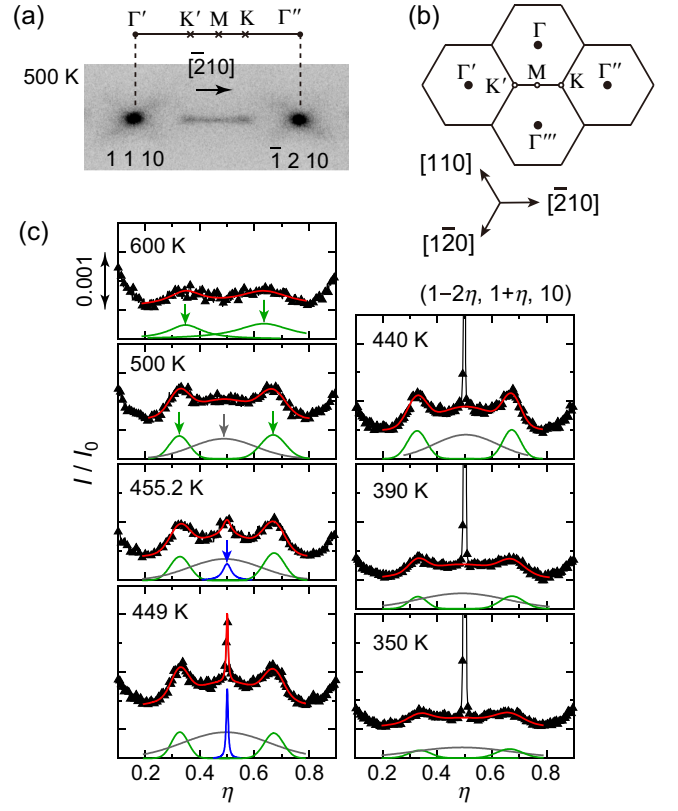 (a)
Γ′ K′ M K Γ′′
500 K
[2̅10]
1 1 10
1̅ 2 10
(b)
Γ
Γ′ K′ M K Γ′′
Γ′′′
[110]
[2̅10]
[12̅0]
(c)
(1−2η, 1+η, 10)
I / I₀
0.001
600 K
500 K
455.2 K
449 K
0.2 0.4 0.6 0.8
η
440 K
390 K
350 K
0.2 0.4 0.6 0.8
η